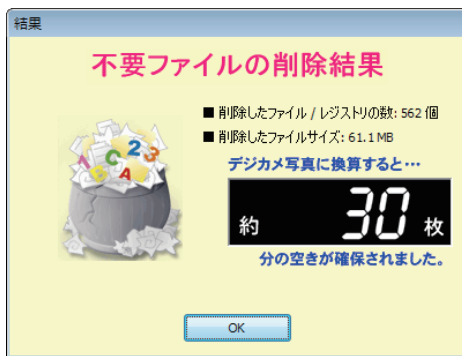 結果
不要ファイルの削除結果
■ 削除したファイル / レジストリの数: 562 個
■ 削除したファイルサイズ: 61.1 MB
デジカメ写真に換算すると…
約 30 枚
分の空きが確保されました。
OK